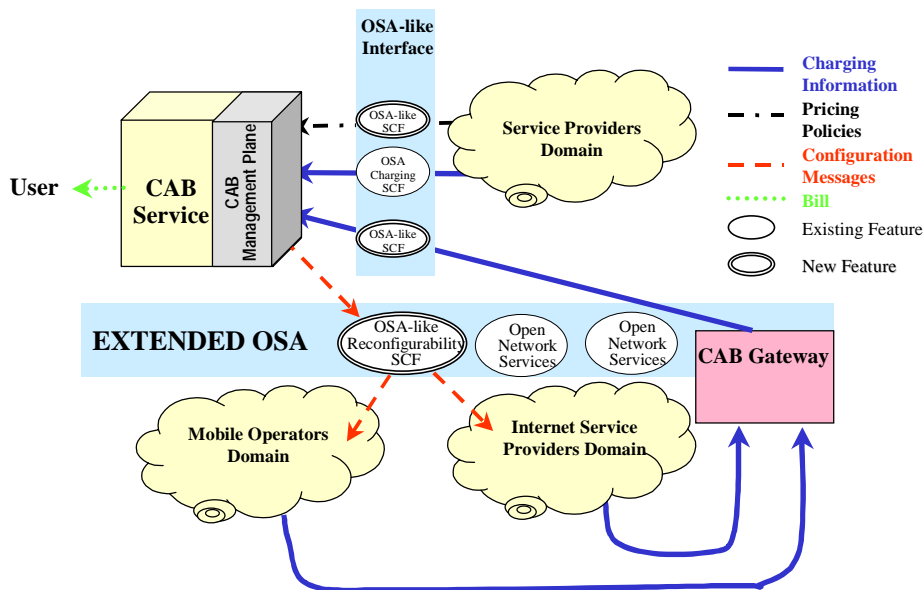 OSA-like
Interface
Charging
Information
Pricing
Policies
Configuration
Messages
Bill
Existing Feature
New Feature
OSA-like
SCF
OSA
Charging
SCF
OSA-like
SCF
Service Providers
Domain
User
CAB
Service
CAB
Management Plane
EXTENDED OSA
OSA-like
Reconfigurability
SCF
Open
Network
Services
Open
Network
Services
CAB Gateway
Mobile Operators
Domain
Internet Service
Providers Domain